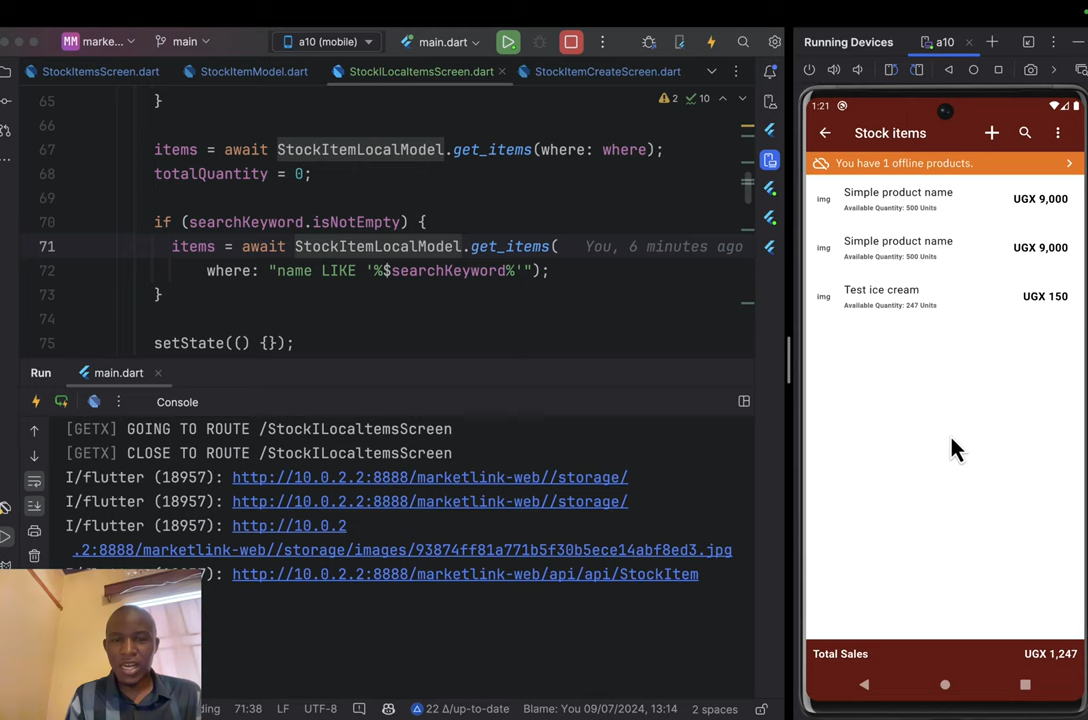 MM marke...
main
a10 (mobile)
main.dart
StockItemsScreen.dart
StockItemModel.dart
StockILocaltemsScreen.dart
StockItemCreateScreen.dart
2
10
65 }
66
67 items = await StockItemLocalModel.get_items(where: where);
68 totalQuantity = 0;
69
70 if (searchKeyword.isNotEmpty) {
71 items = await StockItemLocalModel.get_items( You, 6 minutes ago
72 where: "name LIKE '%$searchKeyword%'");
73 }
74
75 setState(() {});
Run
main.dart
Console
[GETX] GOING TO ROUTE /StockILocaltemsScreen
[GETX] CLOSE TO ROUTE /StockILocaltemsScreen
I/flutter (18957): http://10.0.2.2:8888/marketlink-web//storage/
I/flutter (18957): http://10.0.2.2:8888/marketlink-web//storage/
I/flutter (18957): http://10.0.2
.2:8888/marketlink-web//storage/images/93874ff81a771b5f30b5ece14abf8ed3.jpg
(18957): http://10.0.2.2:8888/marketlink-web/api/api/StockItem
71:38
LF
UTF-8
22 Δ/up-to-date
Blame: You 09/07/2024, 13:14
2 spaces
Running Devices
a10
1:21
Stock items
You have 1 offline products.
img
Simple product name
Available Quantity: 500 Units
UGX 9,000
img
Simple product name
Available Quantity: 500 Units
UGX 9,000
img
Test ice cream
Available Quantity: 247 Units
UGX 150
Total Sales
UGX 1,247